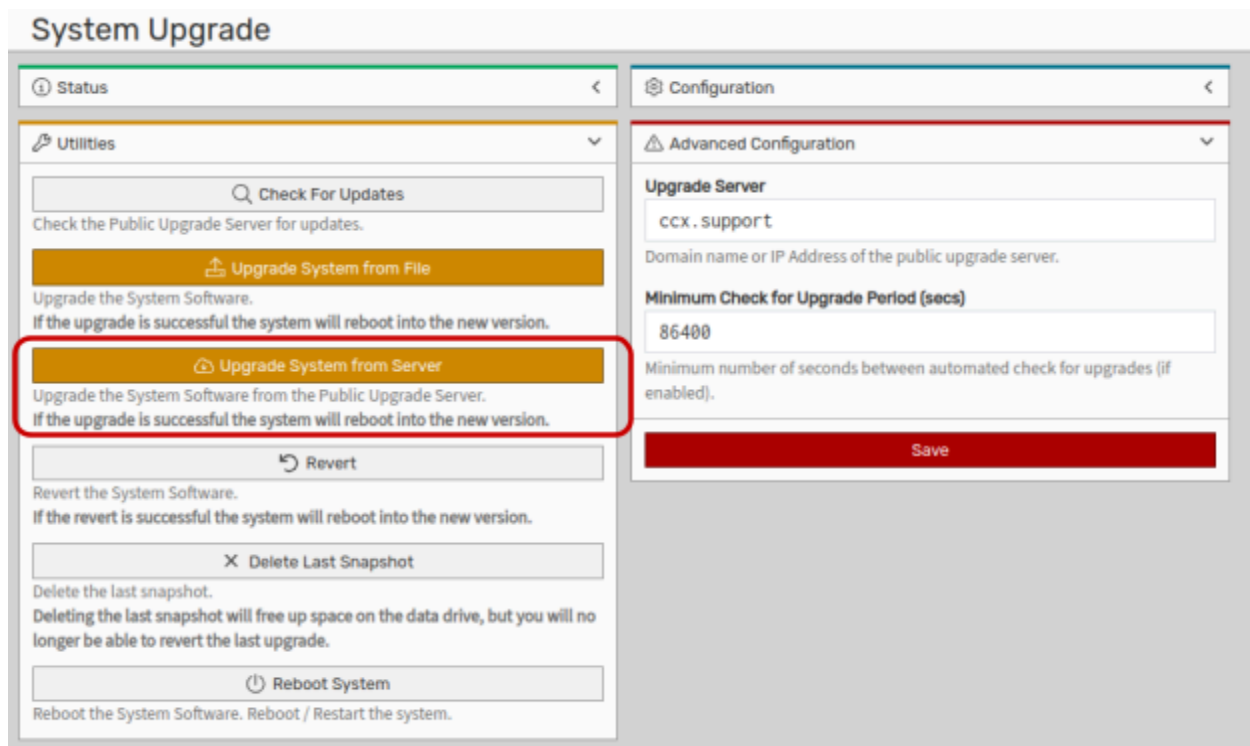 System Upgrade
Status
Utilities
Check For Updates
Check the Public Upgrade Server for updates.
Upgrade System from File
Upgrade the System Software.
If the upgrade is successful the system will reboot into the new version.
Upgrade System from Server
Upgrade the System Software from the Public Upgrade Server.
If the upgrade is successful the system will reboot into the new version.
Revert
Revert the System Software.
If the revert is successful the system will reboot into the new version.
Delete Last Snapshot
Delete the last snapshot.
Deleting the last snapshot will free up space on the data drive, but you will no
longer be able to revert the last upgrade.
Reboot System
Reboot the System Software. Reboot / Restart the system.
Configuration
Advanced Configuration
Upgrade Server
ccx.support
Domain name or IP Address of the public upgrade server.
Minimum Check for Upgrade Period (secs)
86400
Minimum number of seconds between automated check for upgrades (if
enabled).
Save